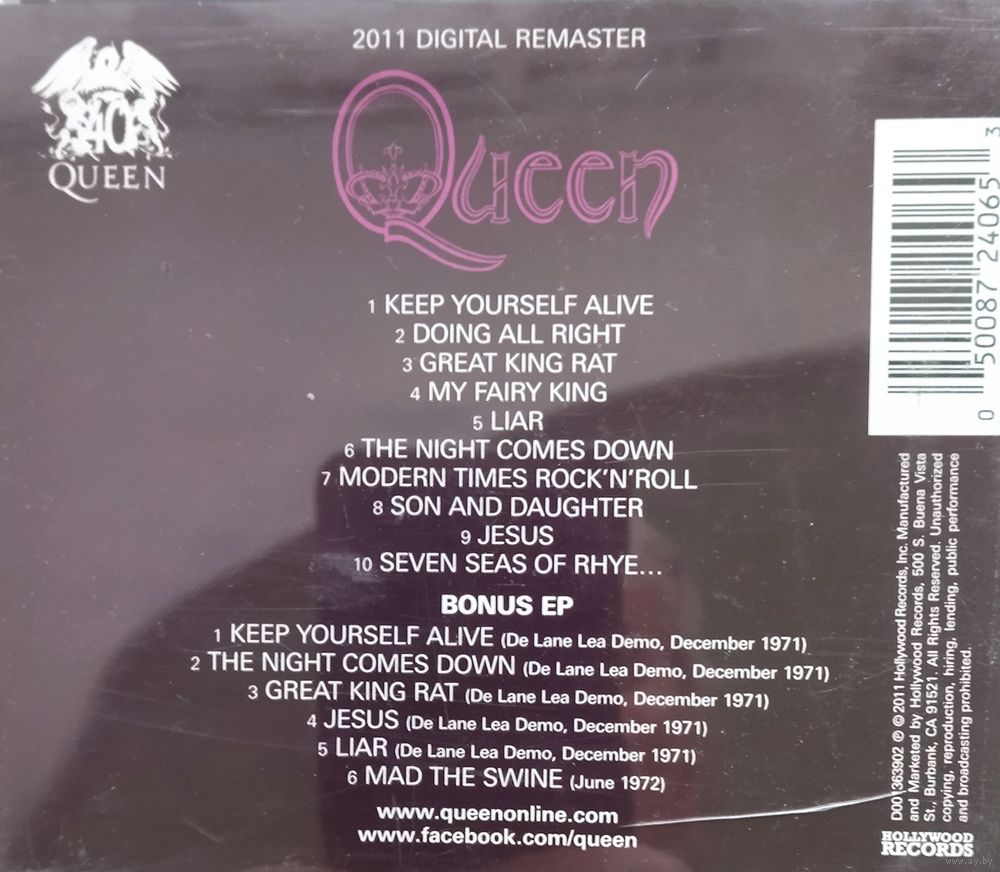 2011 DIGITAL REMASTER
40
QUEEN
Queen
1 KEEP YOURSELF ALIVE
2 DOING ALL RIGHT
3 GREAT KING RAT
4 MY FAIRY KING
5 LIAR
6 THE NIGHT COMES DOWN
7 MODERN TIMES ROCK'N'ROLL
8 SON AND DAUGHTER
9 JESUS
10 SEVEN SEAS OF RHYE...
BONUS EP
1 KEEP YOURSELF ALIVE (De Lane Lea Demo, December 1971)
2 THE NIGHT COMES DOWN (De Lane Lea Demo, December 1971)
3 GREAT KING RAT (De Lane Lea Demo, December 1971)
4 JESUS (De Lane Lea Demo, December 1971)
5 LIAR (De Lane Lea Demo, December 1971)
6 MAD THE SWINE (June 1972)
www.queenonline.com
www.facebook.com/queen
0 50087 24065 3
D001363902 ℗ © 2011 Hollywood Records, Inc. Manufactured
and Marketed by Hollywood Records, 500 S. Buena Vista
St., Burbank, CA 91521. All Rights Reserved. Unauthorized
copying, reproduction, hiring, lending, public performance
and broadcasting prohibited.
HOLLYWOOD
RECORDS
www.ay.by